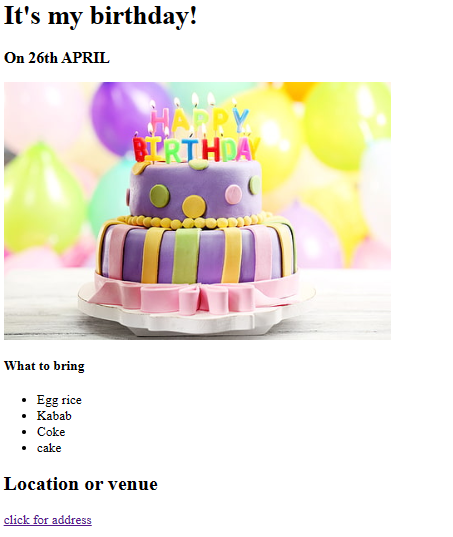 It's my birthday!
On 26th APRIL
HAPPY
BIRTHDAY
What to bring
Egg rice
Kabab
Coke
cake
Location or venue
click for address